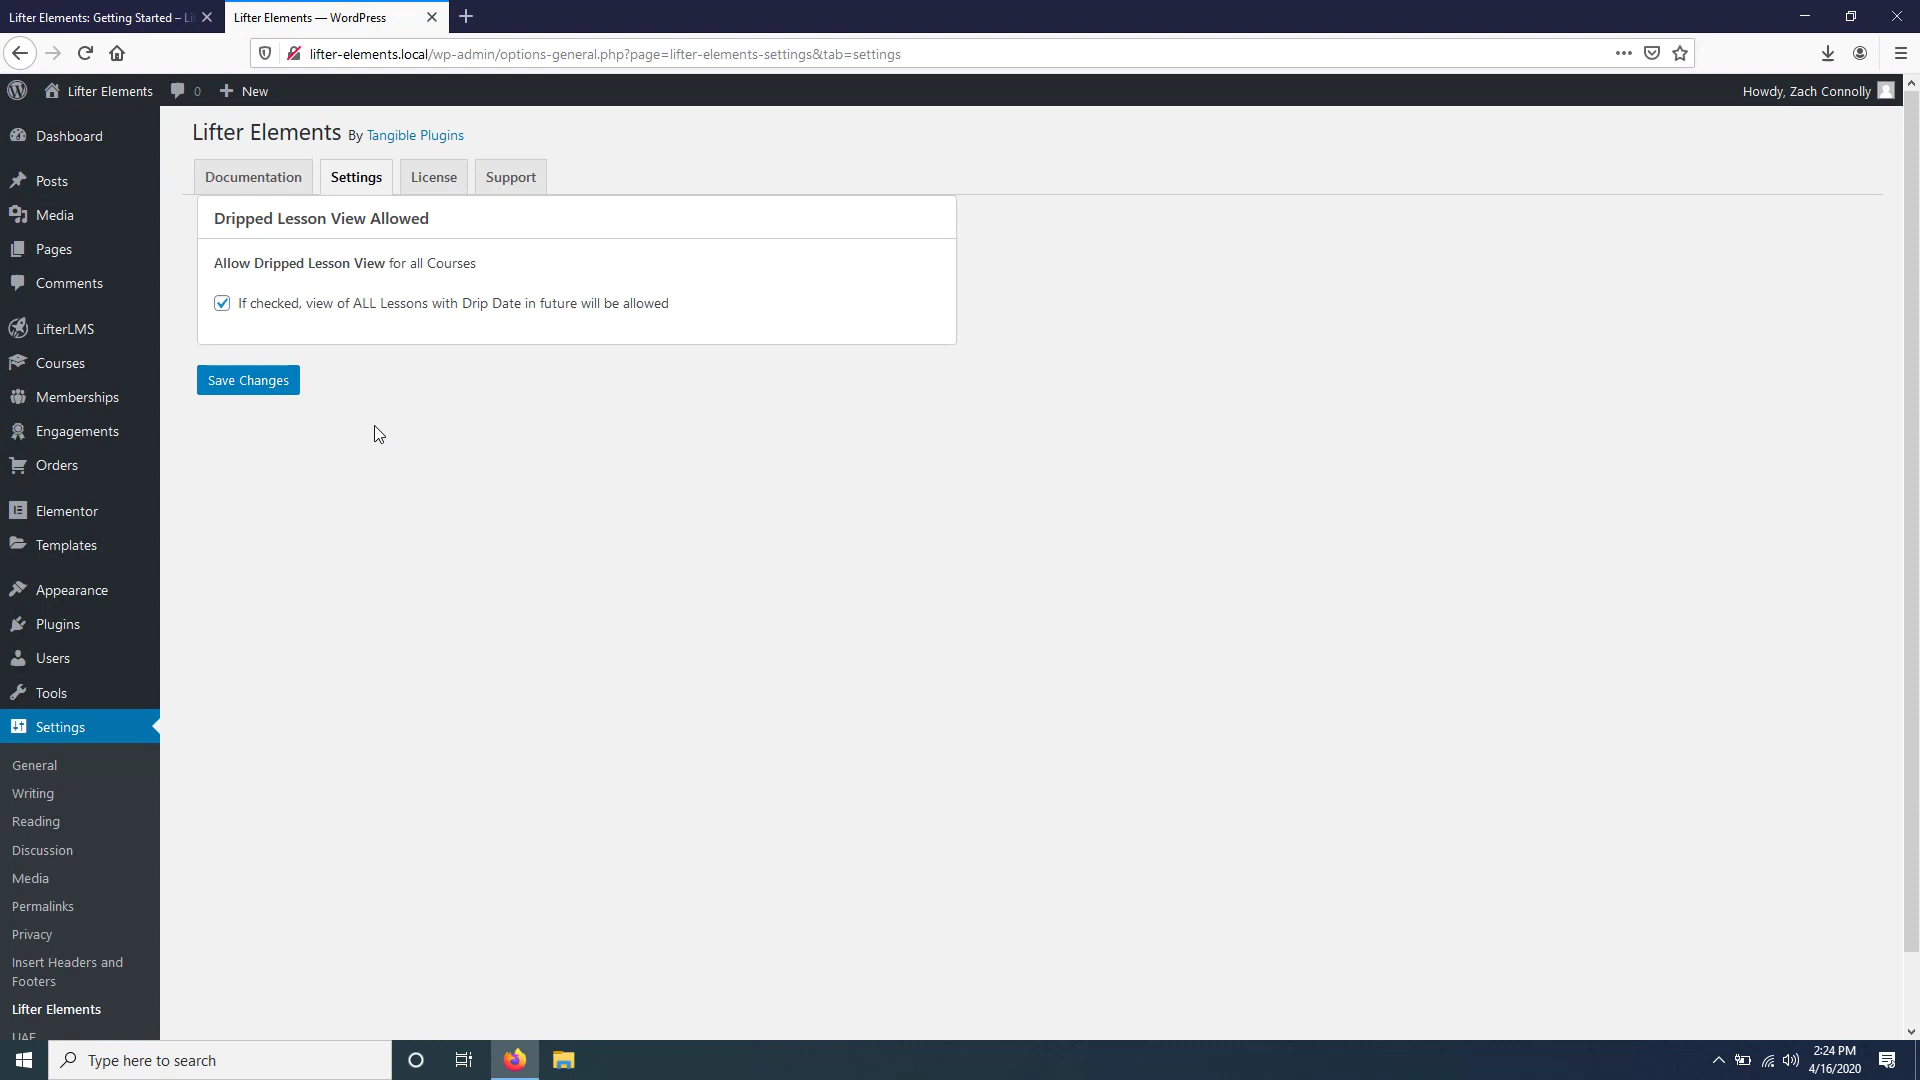 Lifter Elements: Getting Started – Li
Lifter Elements — WordPress
lifter-elements.local/wp-admin/options-general.php?page=lifter-elements-settings&tab=settings
Lifter Elements
0
New
Howdy, Zach Connolly
Dashboard
Posts
Media
Pages
Comments
LifterLMS
Courses
Memberships
Engagements
Orders
Elementor
Templates
Appearance
Plugins
Users
Tools
Settings
General
Writing
Reading
Discussion
Media
Permalinks
Privacy
Insert Headers and
Footers
Lifter Elements
UAE
Lifter Elements By Tangible Plugins
Documentation
Settings
License
Support
Dripped Lesson View Allowed
Allow Dripped Lesson View for all Courses
If checked, view of ALL Lessons with Drip Date in future will be allowed
Save Changes
Type here to search
2:24 PM
4/16/2020